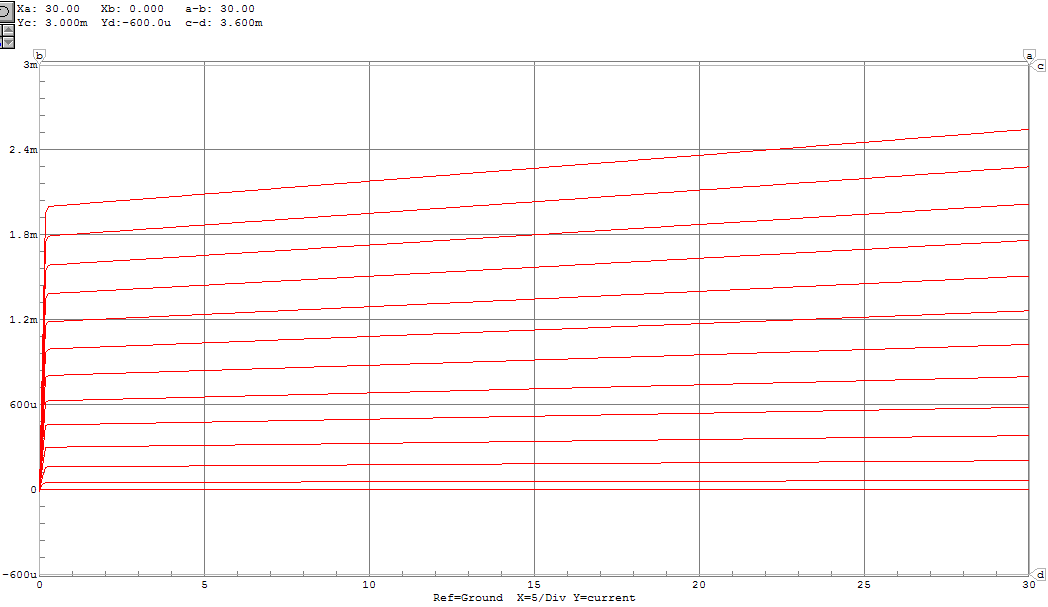 Xa: 30.00 Xb: 0.000 a-b: 30.00
Yc: 3.000m Yd:-600.0u c-d: 3.600m
b a
3m c
2.4m
1.8m
1.2m
600u
0
-600u d
0 5 10 15 20 25 30
Ref=Ground X=5/Div Y=current